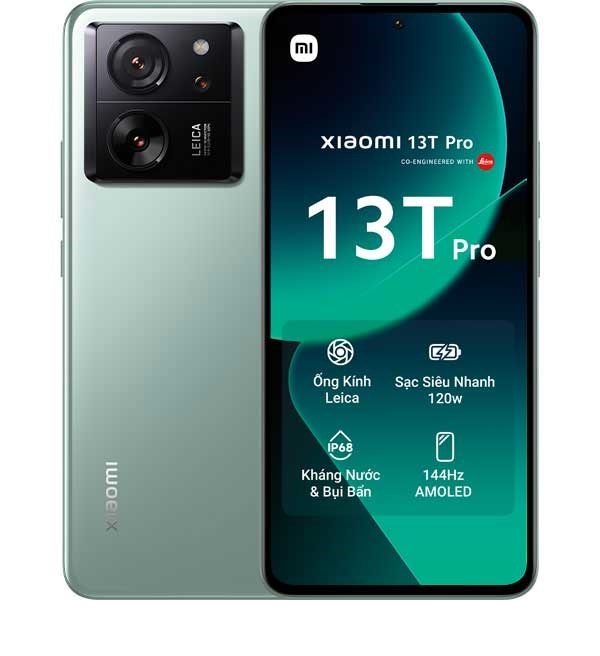 LEICA
xiaomi
mi
XIAOMI 13T Pro
CO-ENGINEERED WITH Leica
13T Pro
Ống Kính
Leica
Sạc Siêu Nhanh
120w
IP68
Kháng Nước
& Bụi Bẩn
144Hz
AMOLED